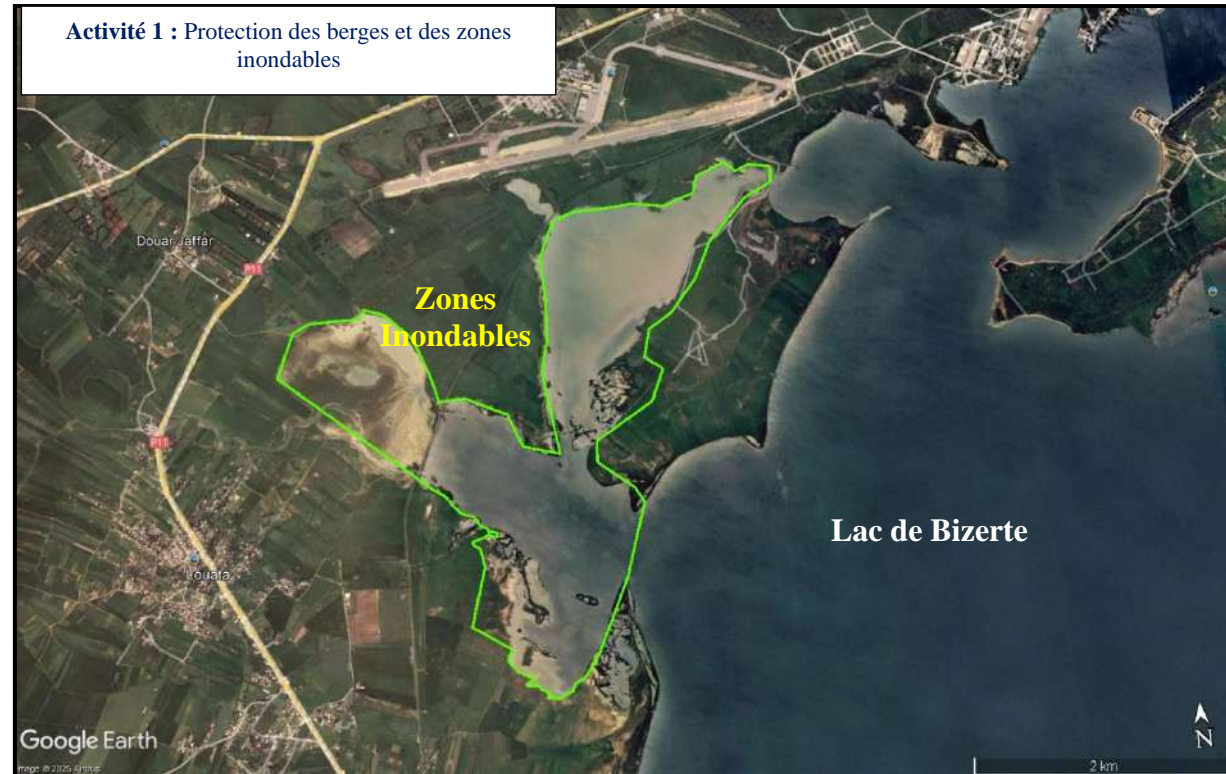 Activité 1 : Protection des berges et des zones
inondables
Douar Jaffar
P11
Zones
Inondables
P11
Lac de Bizerte
Louata
Google Earth
Image © 2025 Airbus
N
2 km